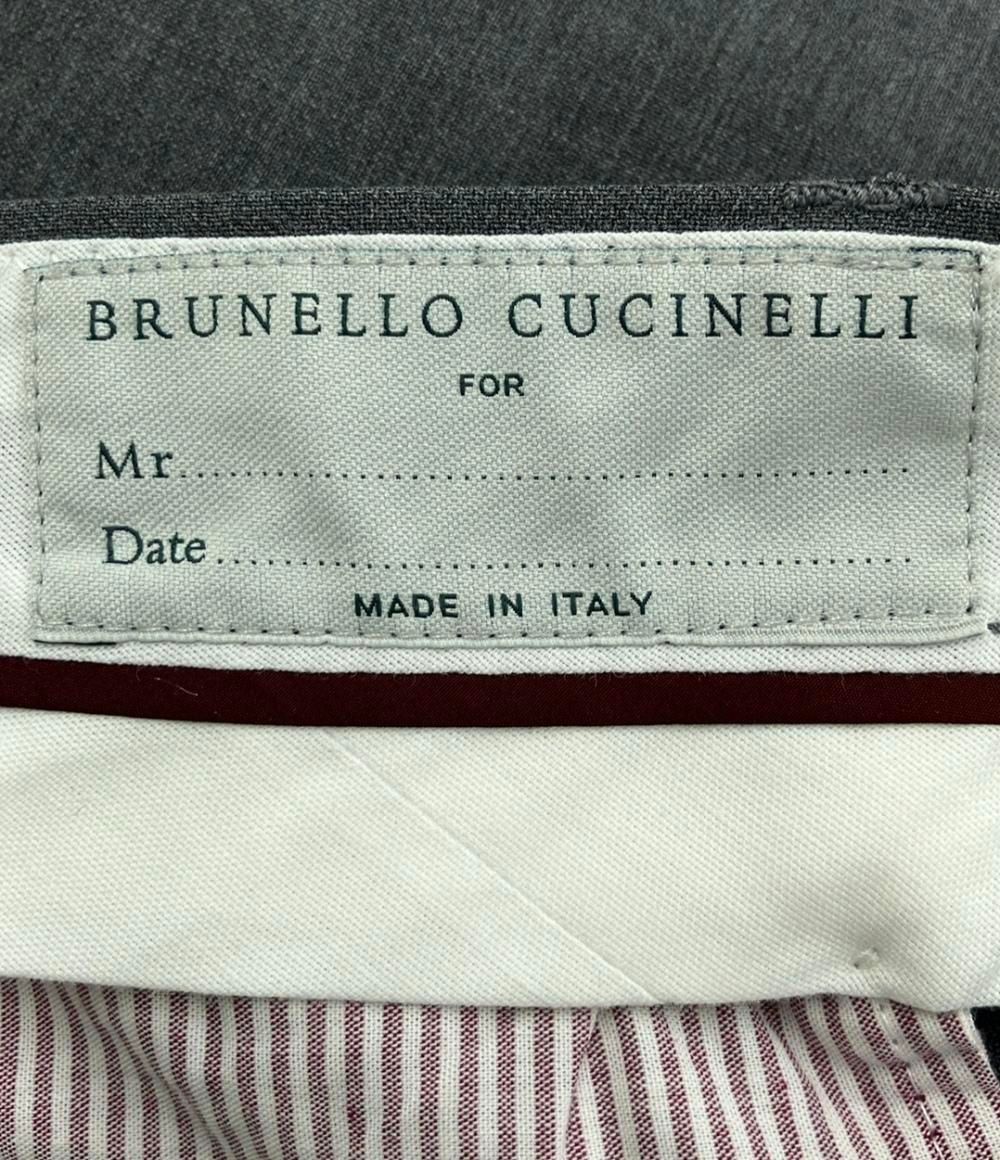 BRUNELLO CUCINELLI
FOR
Mr..........................................................
Date........................................................
MADE IN ITALY